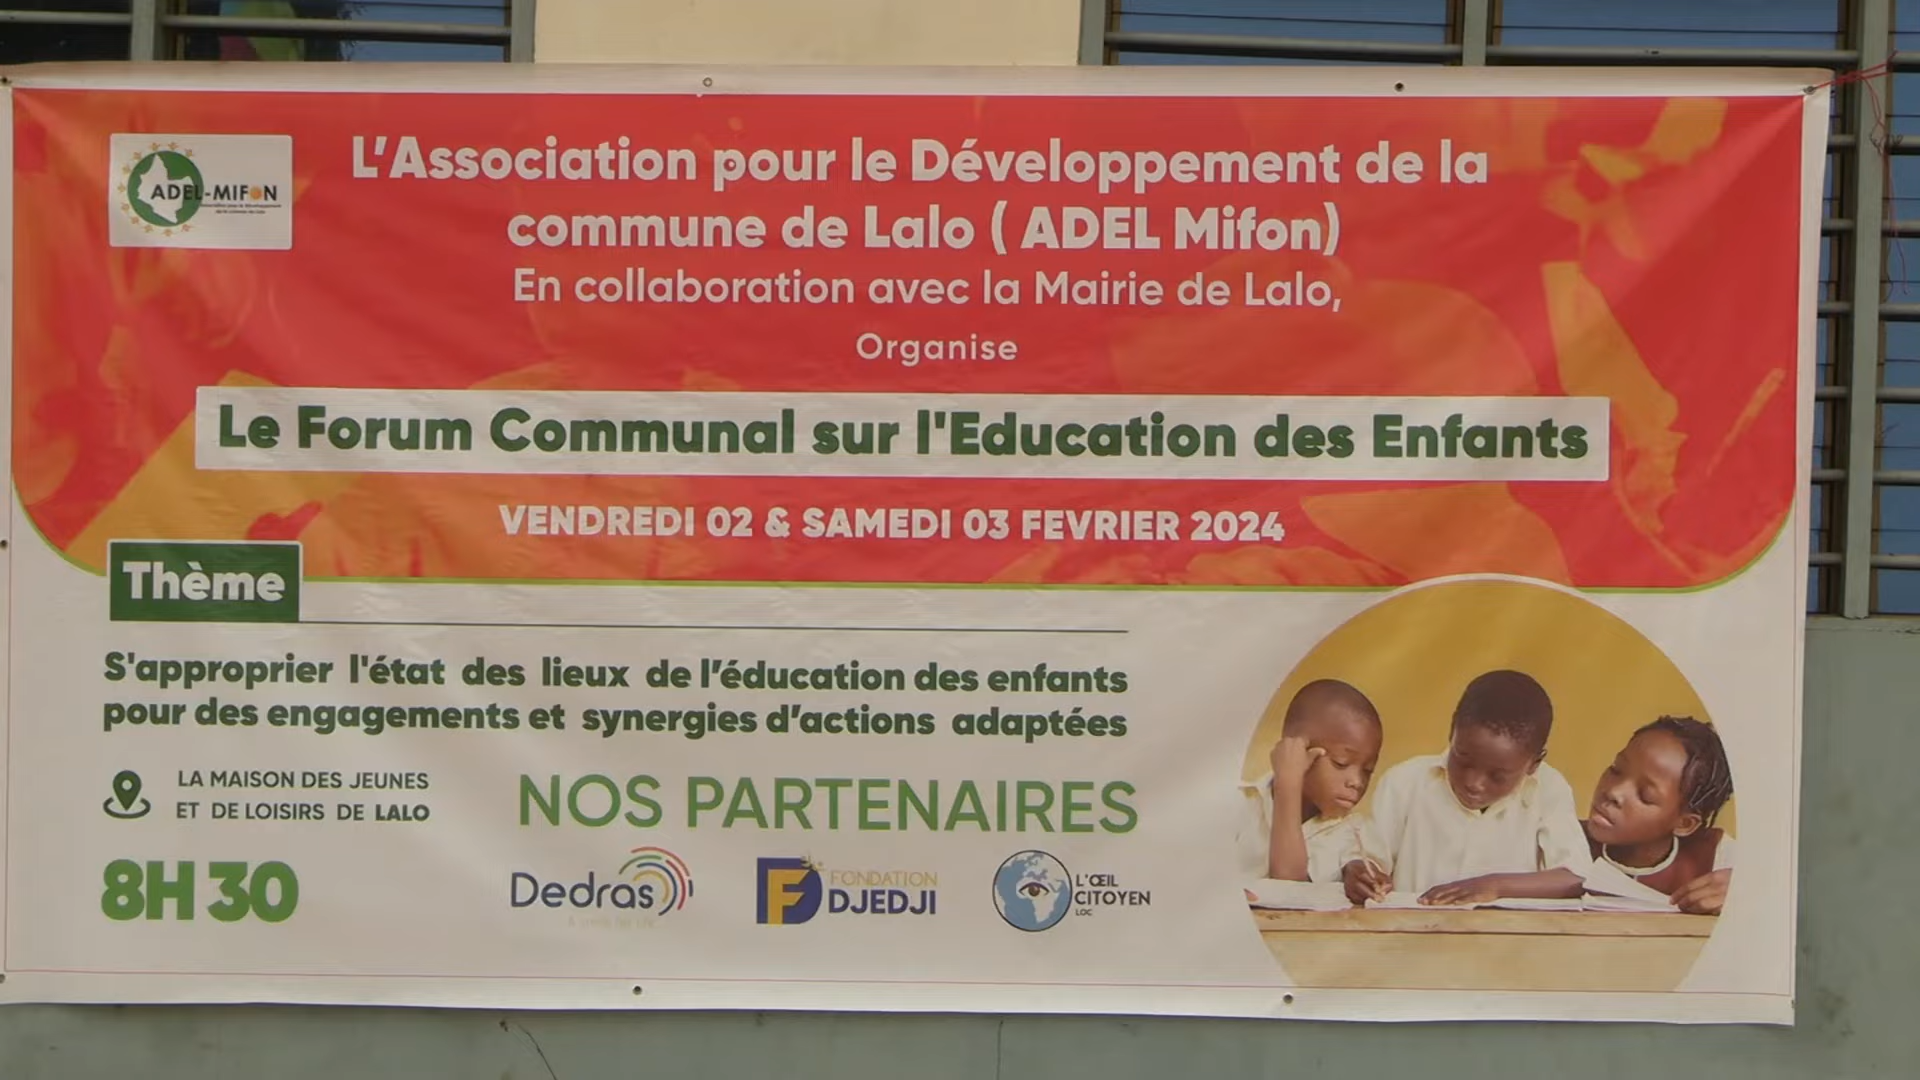 ADEL-MIFON
L'Association pour le Développement de la
commune de Lalo ( ADEL Mifon)
En collaboration avec la Mairie de Lalo,
Organise
Le Forum Communal sur l'Education des Enfants
VENDREDI 02 & SAMEDI 03 FEVRIER 2024
Thème
S'approprier l'état des lieux de l'éducation des enfants
pour des engagements et synergies d'actions adaptées
LA MAISON DES JEUNES
ET DE LOISIRS DE LALO
8H 30
NOS PARTENAIRES
Dedras
FONDATION
DJEDJI
L'ŒIL
CITOYEN
LOC